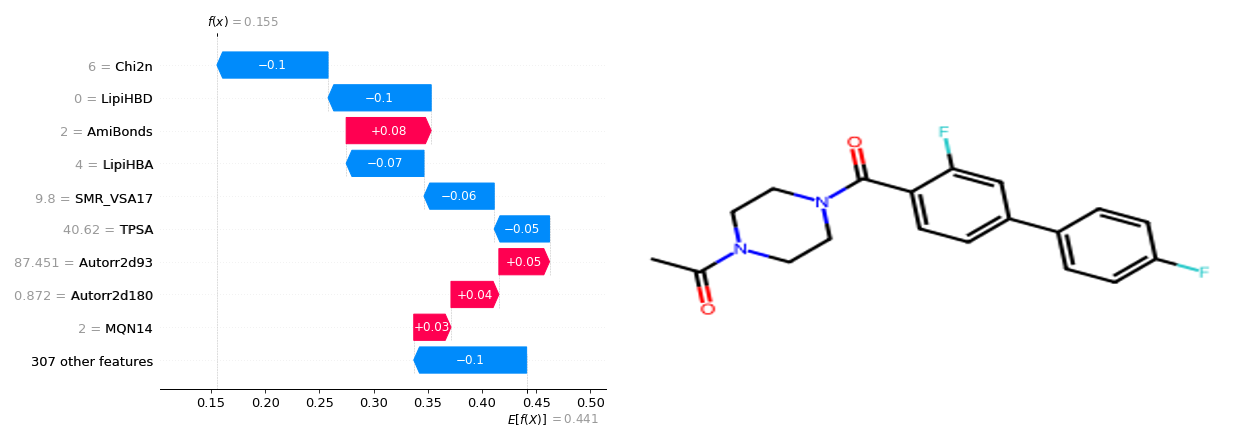 f(x) = 0.155
6 = Chi2n
−0.1
0 = LipiHBD
−0.1
2 = AmiBonds
+0.08
4 = LipiHBA
−0.07
9.8 = SMR_VSA17
−0.06
40.62 = TPSA
−0.05
87.451 = Autorr2d93
+0.05
0.872 = Autorr2d180
+0.04
2 = MQN14
+0.03
307 other features
−0.1
0.15 0.20 0.25 0.30 0.35 0.40 0.45 0.50
E[f(X)] = 0.441
F
O
N
N
O
F